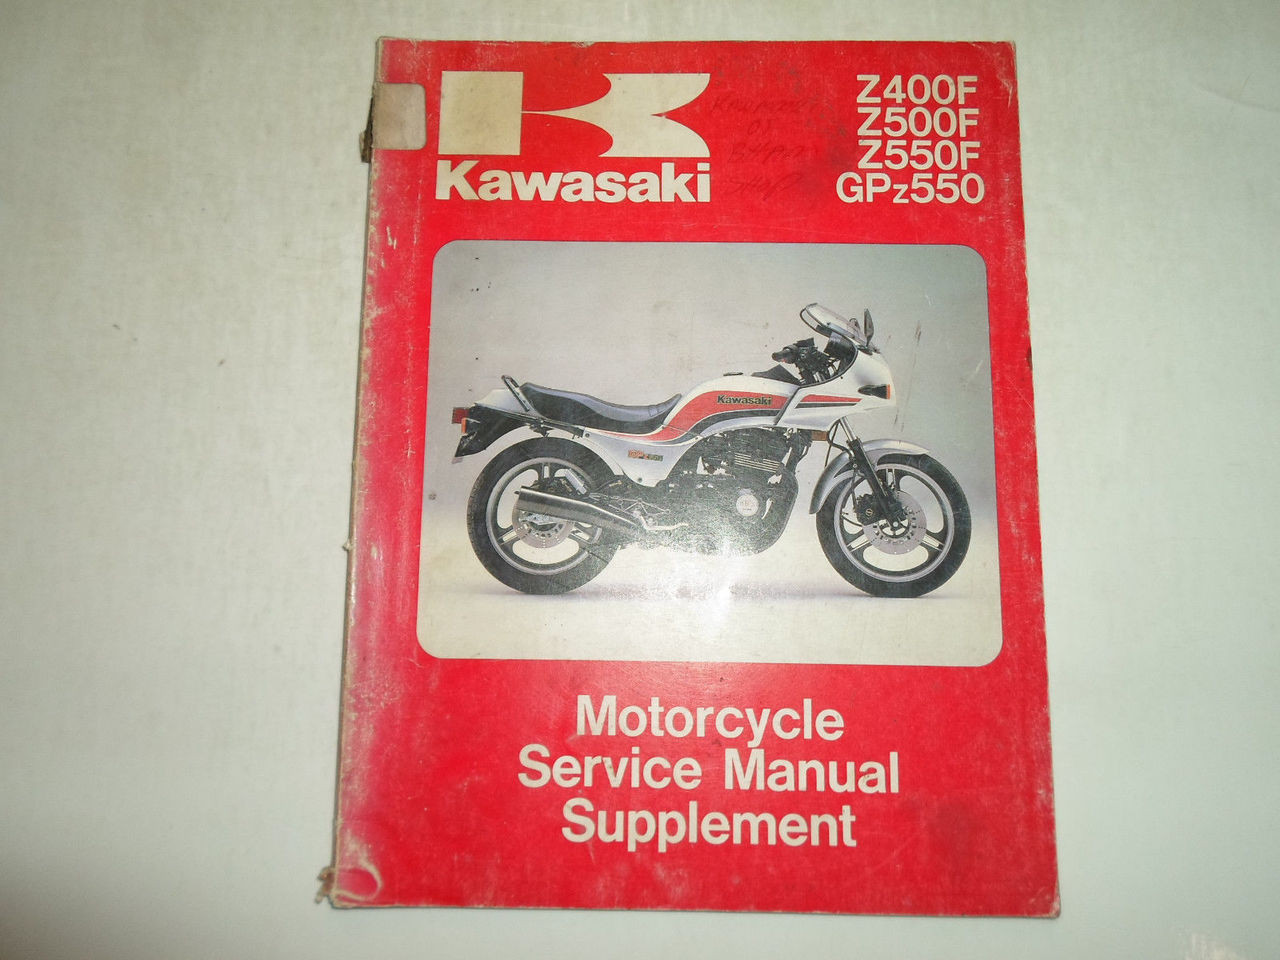 Kawasaki
Z400F
Z500F
Z550F
GPz550
Kawasaki
Motorcycle
Service Manual
Supplement